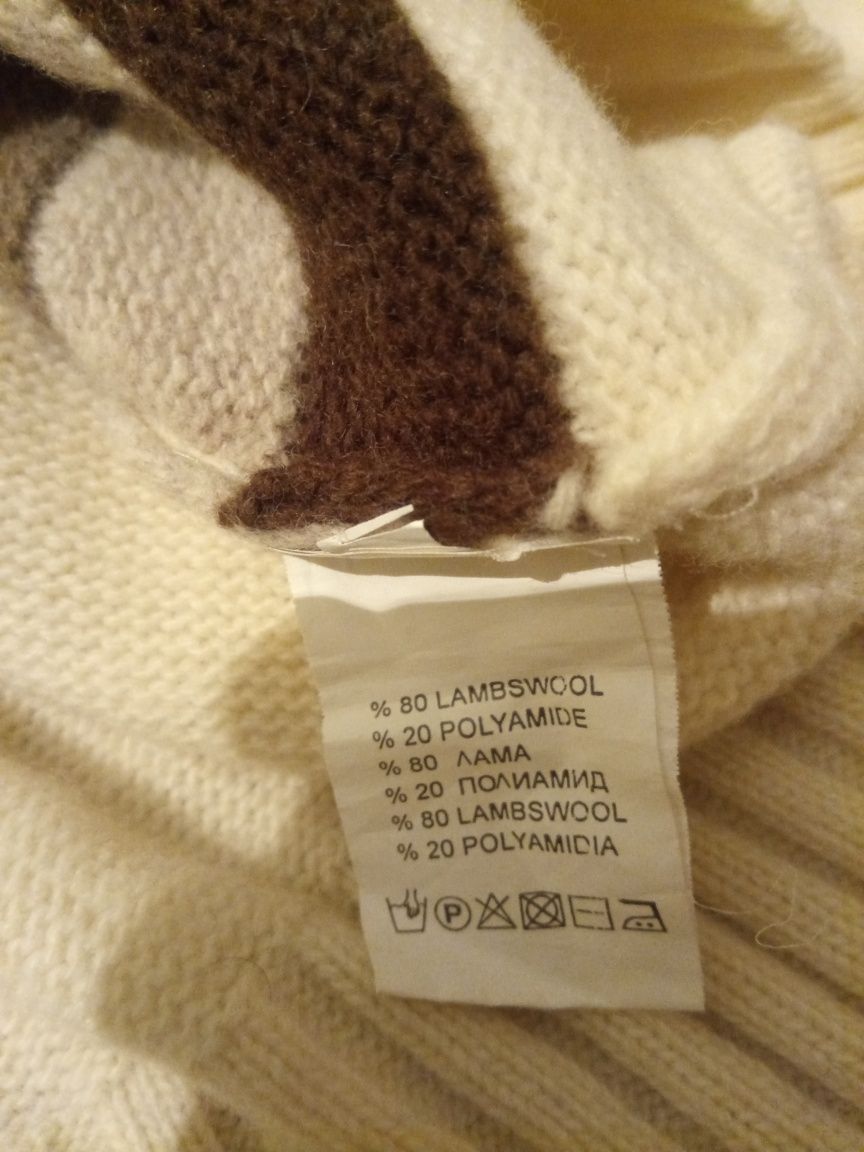 % 80 LAMBSWOOL
% 20 POLYAMIDE
% 80 ЛАМА
% 20 ПОЛИАМИД
% 80 LAMBSWOOL
% 20 POLYAMIDIA
P